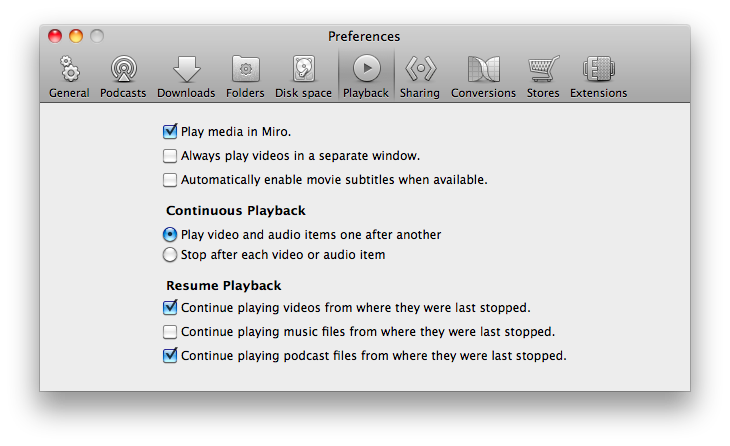 Preferences
General Podcasts Downloads Folders Disk space Playback Sharing Conversions Stores Extensions
Play media in Miro.
Always play videos in a separate window.
Automatically enable movie subtitles when available.
Continuous Playback
Play video and audio items one after another
Stop after each video or audio item
Resume Playback
Continue playing videos from where they were last stopped.
Continue playing music files from where they were last stopped.
Continue playing podcast files from where they were last stopped.